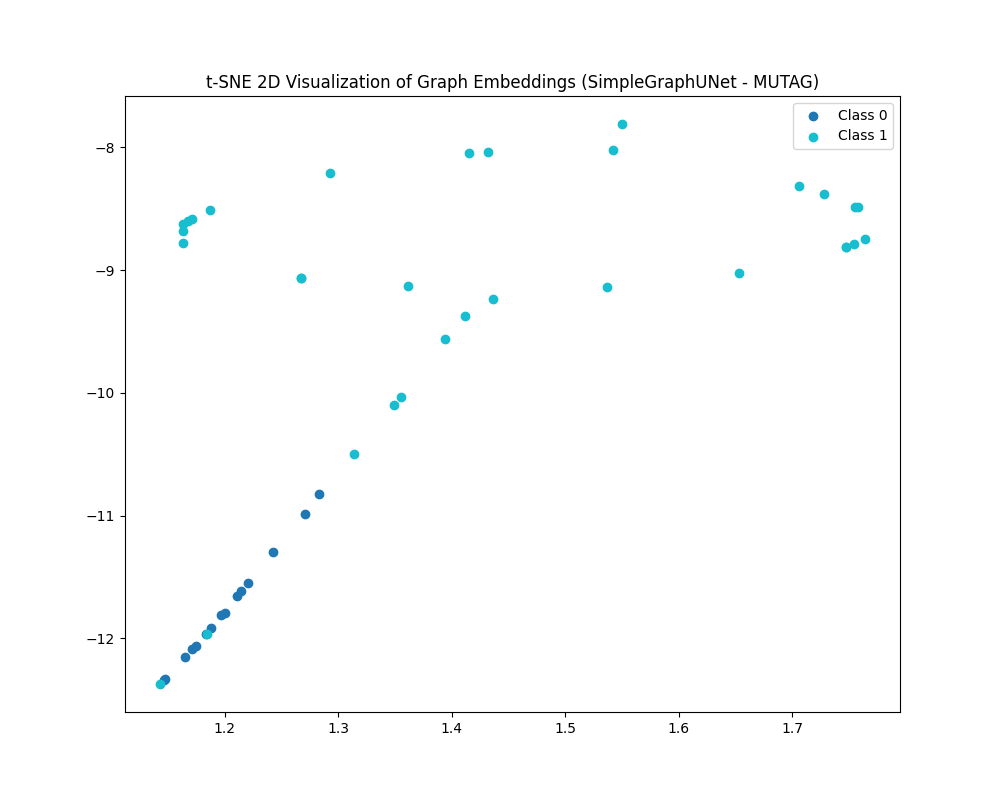 t-SNE 2D Visualization of Graph Embeddings (SimpleGraphUNet - MUTAG)
Class 0
Class 1
−8
−9
−10
−11
−12
1.2 1.3 1.4 1.5 1.6 1.7